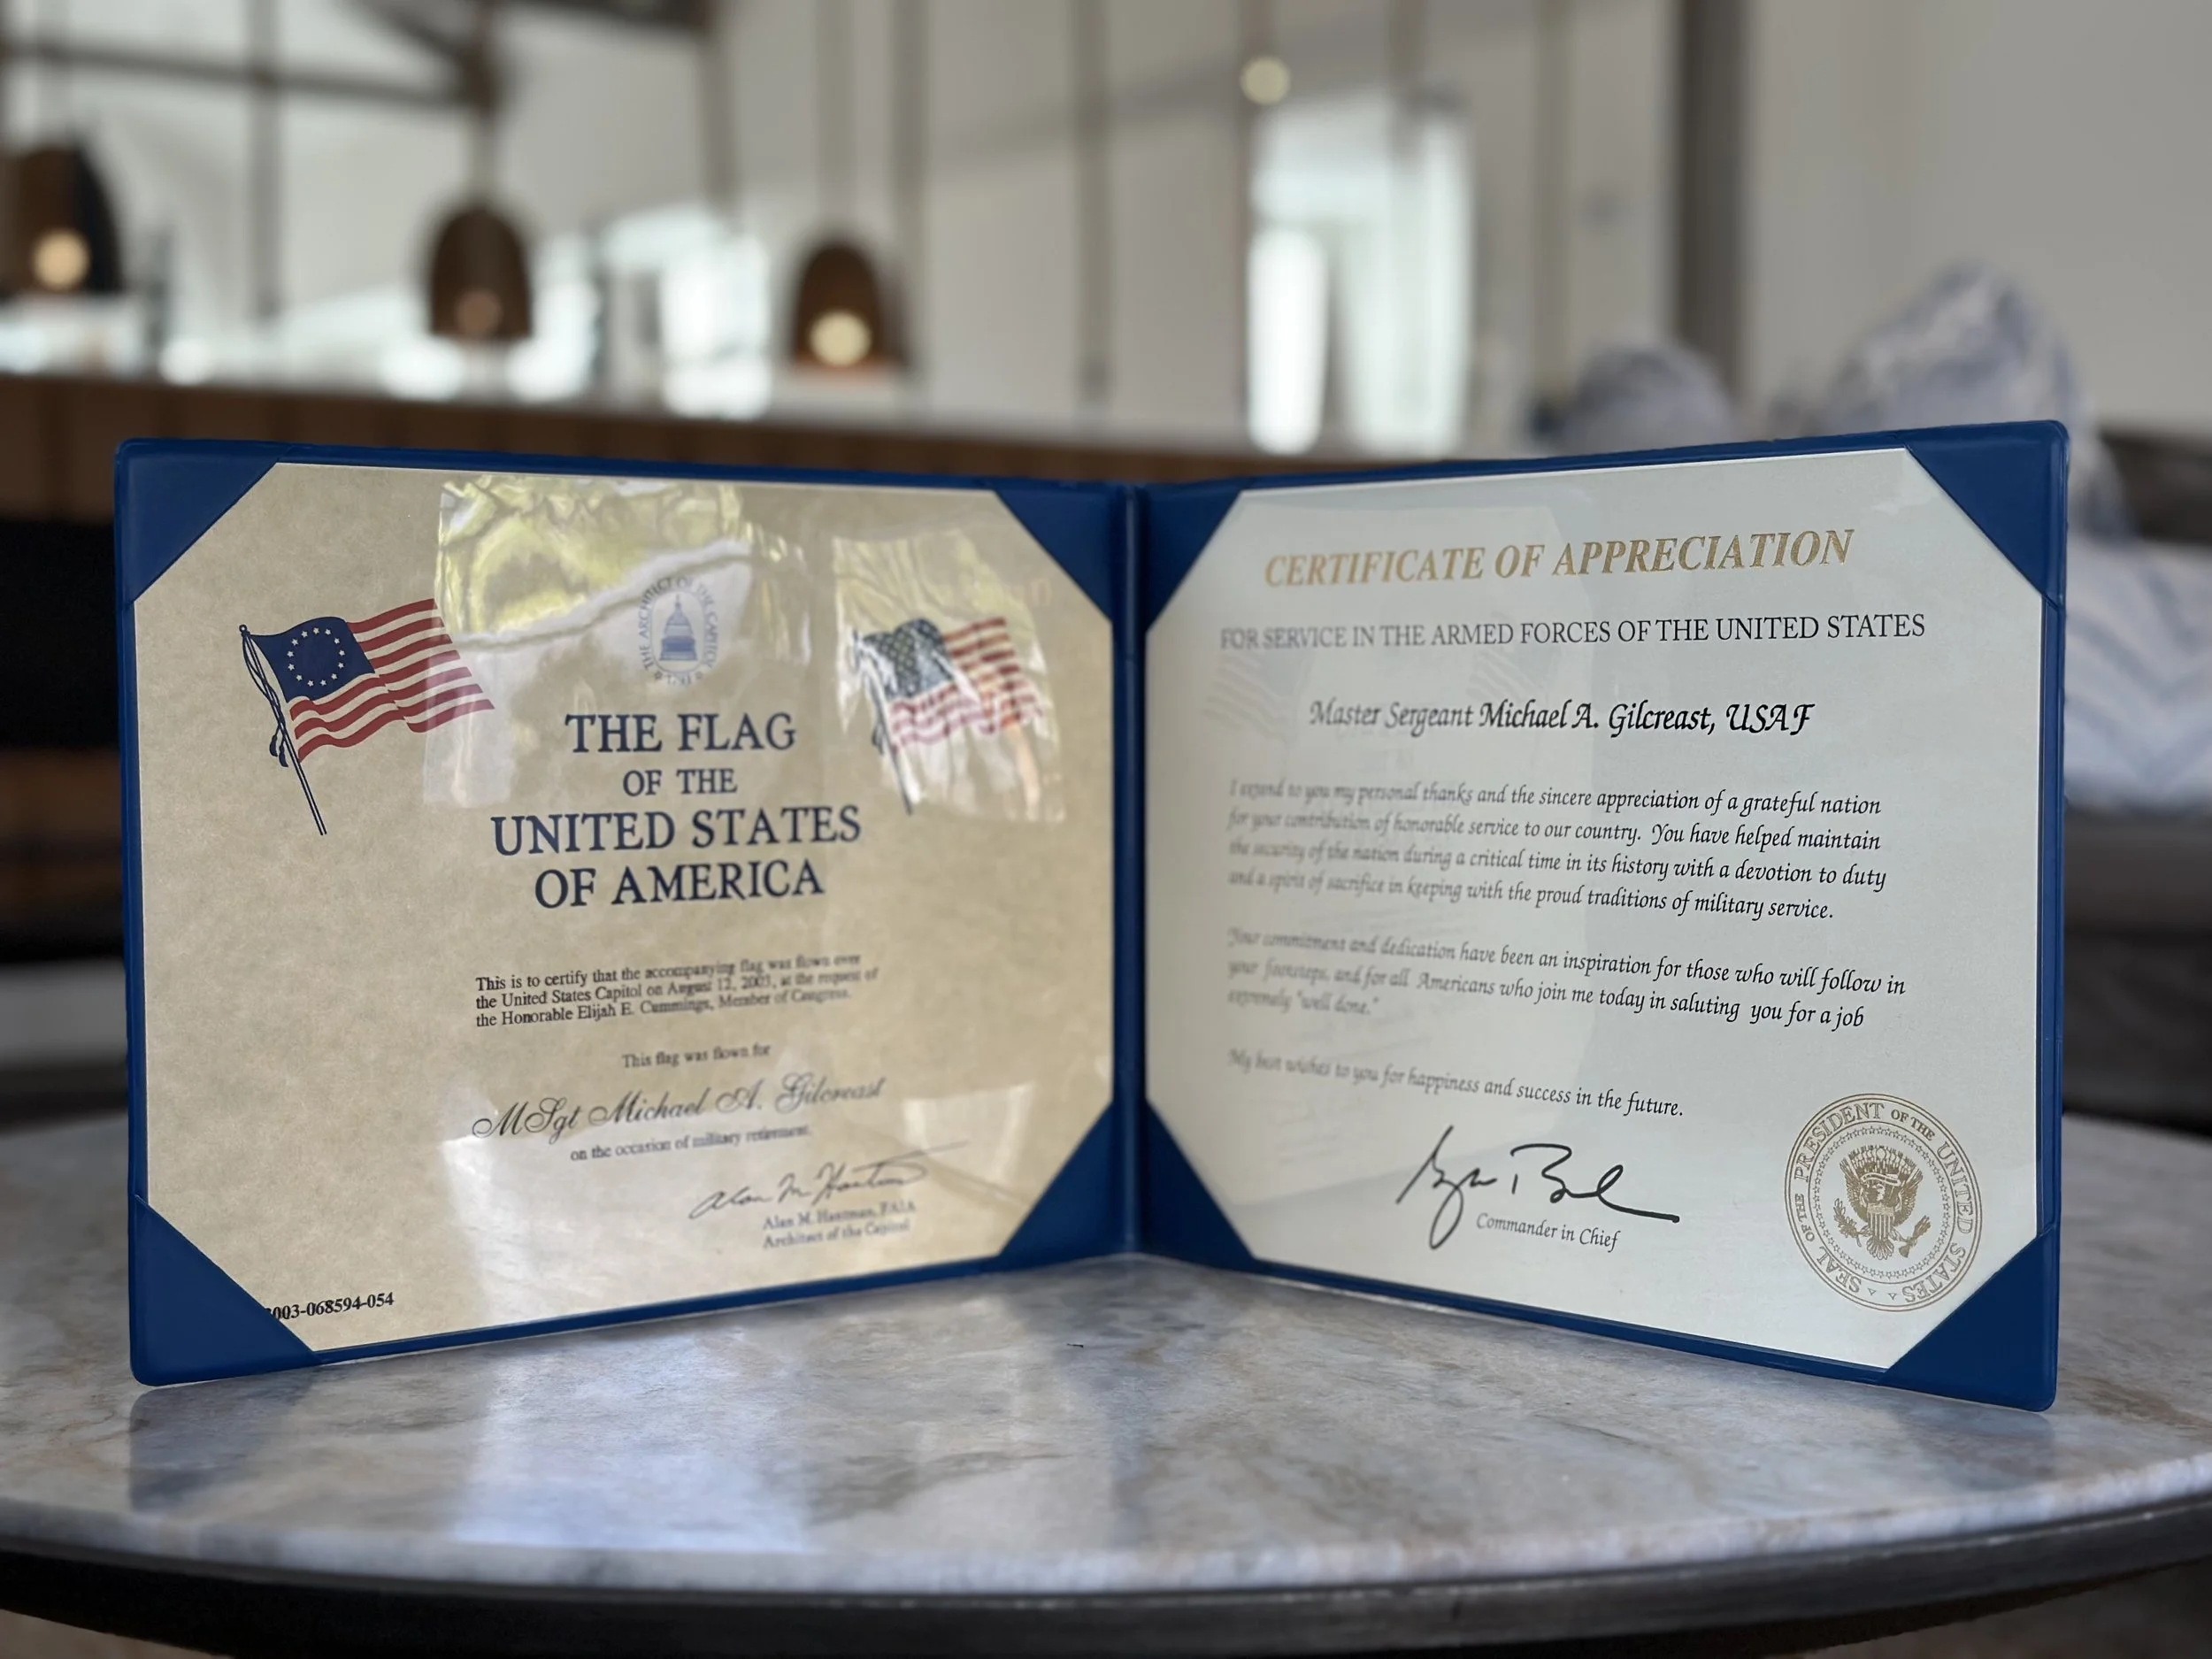 THE ARCHITECT OF THE CAPITOL
1793
THE FLAG
OF THE
UNITED STATES
OF AMERICA
This is to certify that the accompanying flag was flown over
the United States Capitol on August 12, 2003, at the request of
the Honorable Elijah E. Cummings, Member of Congress.
This flag was flown for
MSgt Michael A. Gilcreast
on the occasion of military retirement.
Alan M. Hantman
Alan M. Hantman, FAIA
Architect of the Capitol
003-068594-054
CERTIFICATE OF APPRECIATION
FOR SERVICE IN THE ARMED FORCES OF THE UNITED STATES
Master Sergeant Michael A. Gilcreast, USAF
I extend to you my personal thanks and the sincere appreciation of a grateful nation
for your contribution of honorable service to our country. You have helped maintain
the security of the nation during a critical time in its history with a devotion to duty
and a spirit of sacrifice in keeping with the proud traditions of military service.
Your commitment and dedication have been an inspiration for those who will follow in
your footsteps, and for all Americans who join me today in saluting you for a job
extremely "well done."
My best wishes to you for happiness and success in the future.
Commander in Chief
SEAL OF THE PRESIDENT OF THE UNITED STATES